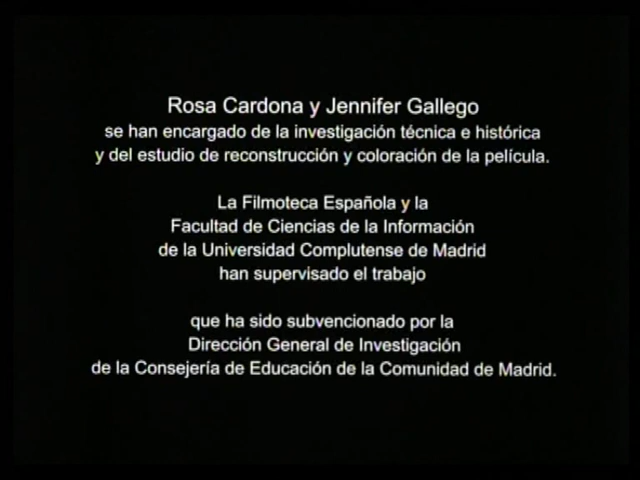 Rosa Cardona y Jennifer Gallego
se han encargado de la investigación técnica e histórica
y del estudio de reconstrucción y coloración de la película.
La Filmoteca Española y la
Facultad de Ciencias de la Información
de la Universidad Complutense de Madrid
han supervisado el trabajo
que ha sido subvencionado por la
Dirección General de Investigación
de la Consejería de Educación de la Comunidad de Madrid.